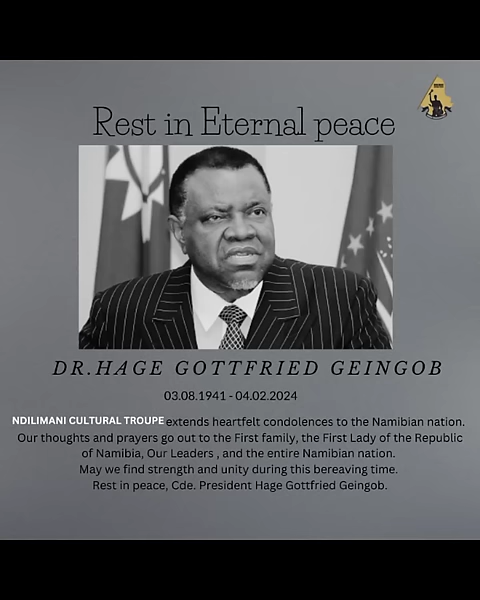 Rest in Eternal peace
DR.HAGE GOTTFRIED GEINGOB
03.08.1941 - 04.02.2024
NDILIMANI CULTURAL TROUPE extends heartfelt condolences to the Namibian nation.
Our thoughts and prayers go out to the First family, the First Lady of the Republic
of Namibia, Our Leaders , and the entire Namibian nation.
May we find strength and unity during this bereaving time.
Rest in peace, Cde. President Hage Gottfried Geingob.